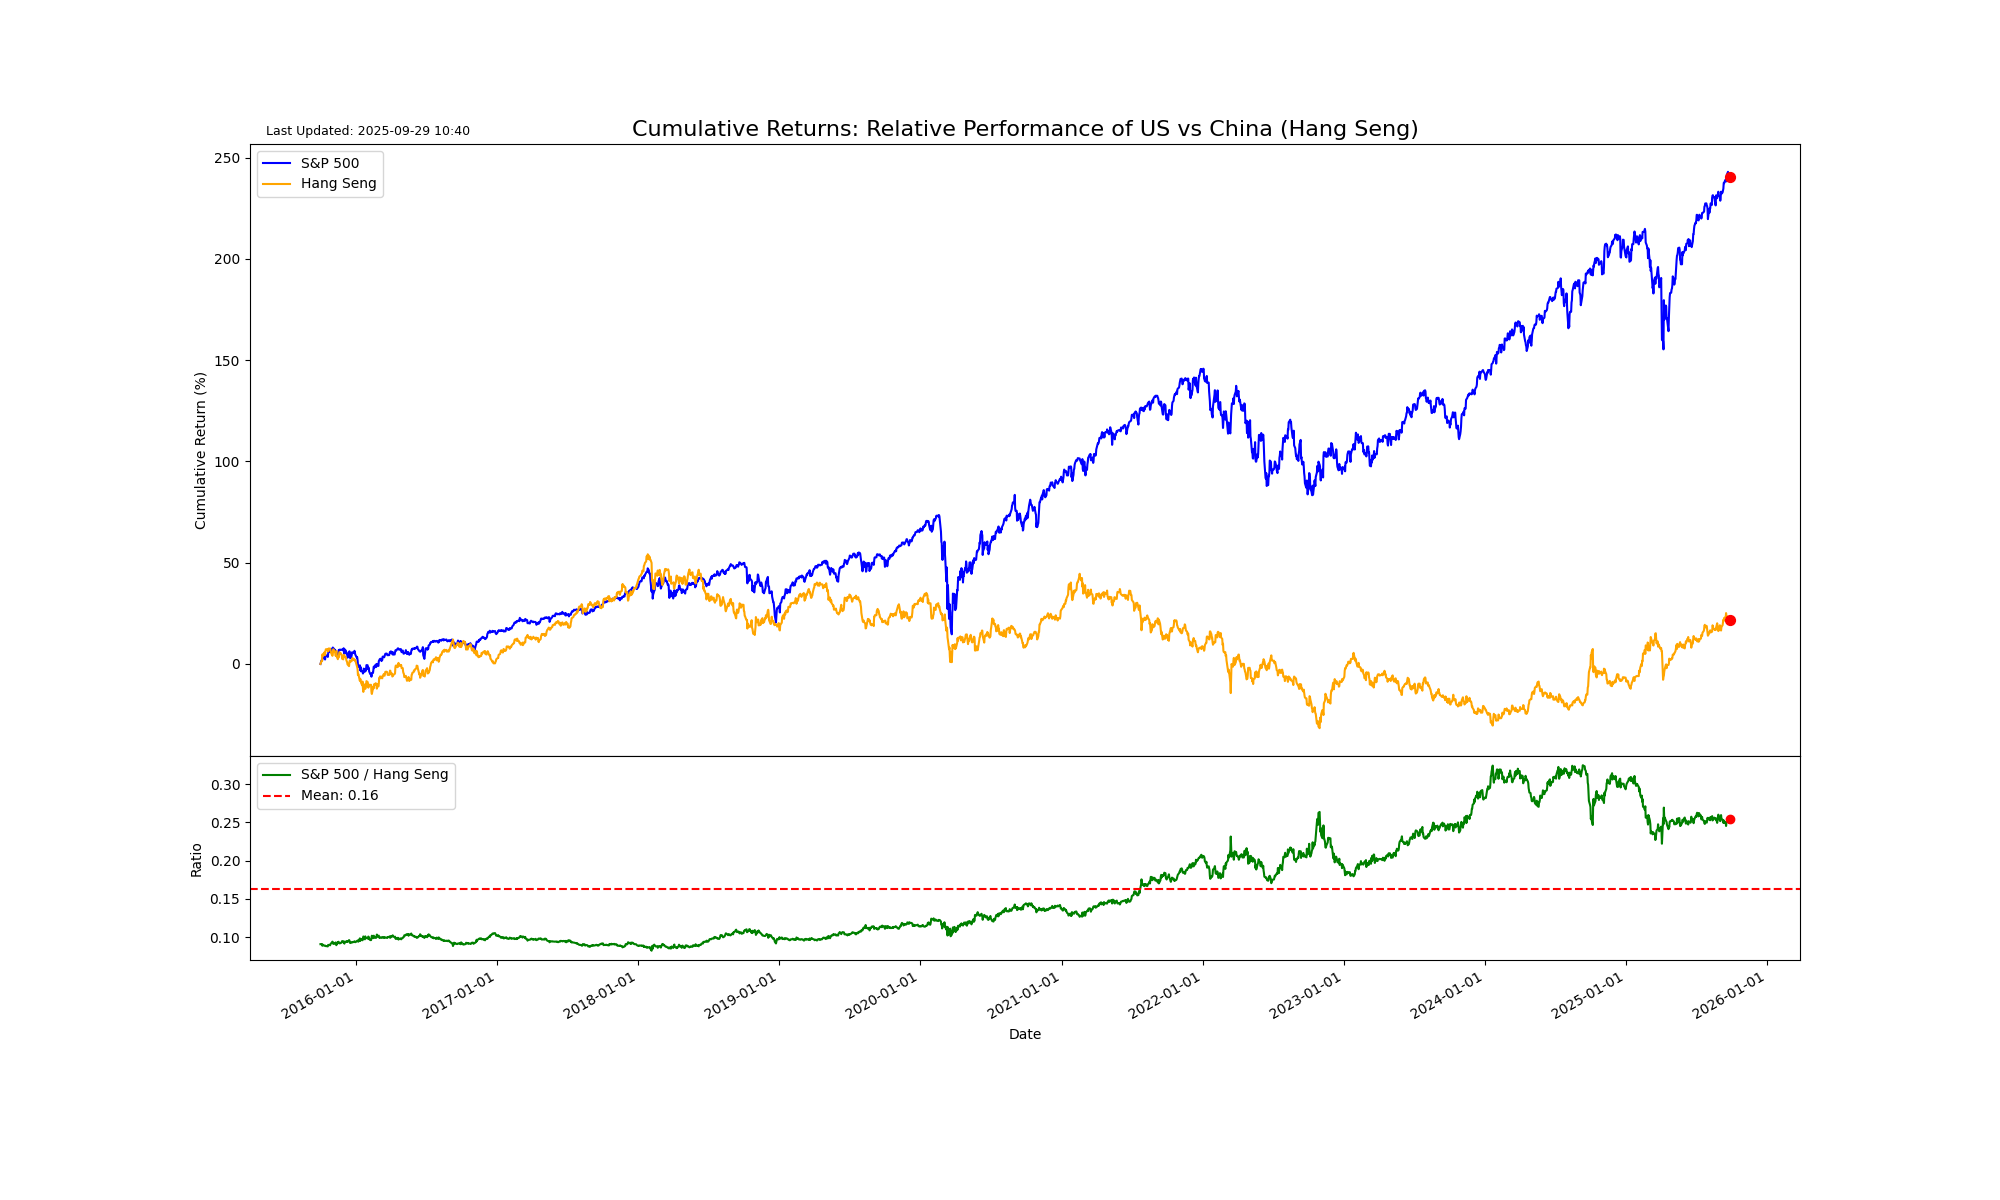 Last Updated: 2025-09-29 10:40
Cumulative Returns: Relative Performance of US vs China (Hang Seng)
S&P 500
Hang Seng
Cumulative Return (%)
250
200
150
100
50
0
S&P 500 / Hang Seng
Mean: 0.16
Ratio
0.30
0.25
0.20
0.15
0.10
2016-01-01
2017-01-01
2018-01-01
2019-01-01
2020-01-01
2021-01-01
2022-01-01
2023-01-01
2024-01-01
2025-01-01
2026-01-01
Date